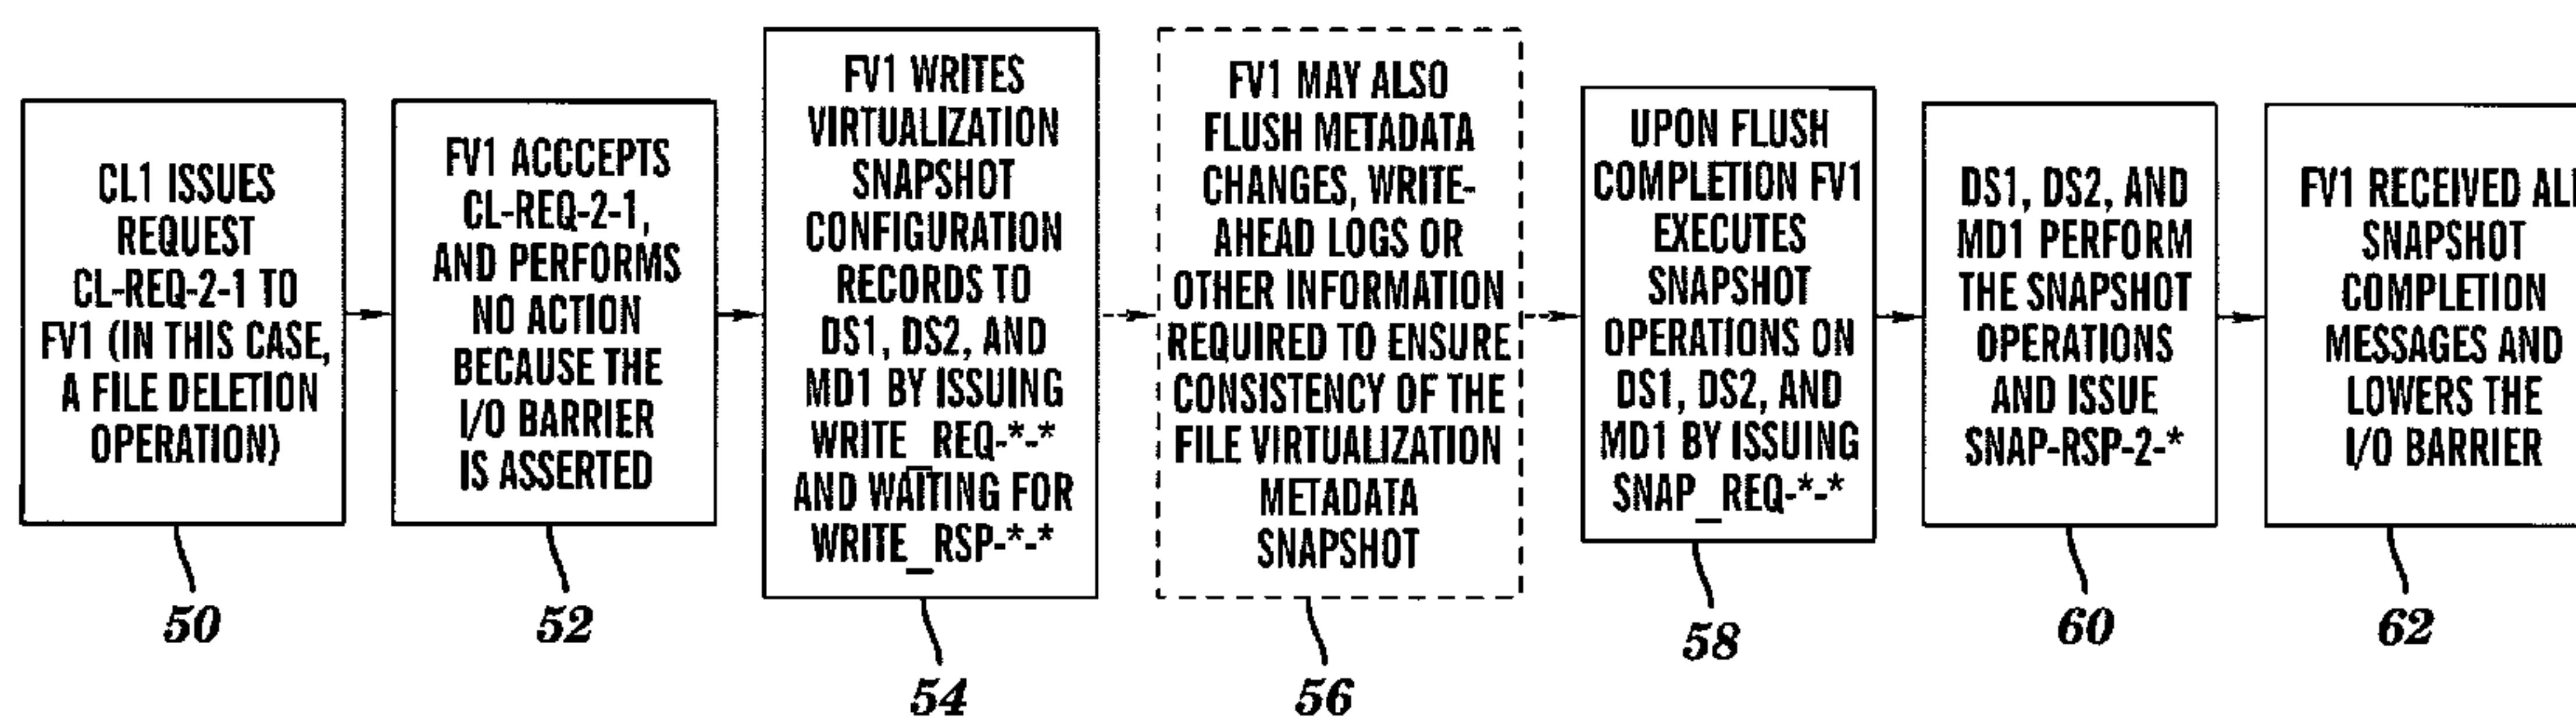 CL1 ISSUES
REQUEST
CL-REQ-2-1 TO
FV1 (IN THIS CASE,
A FILE DELETION
OPERATION)
50
FV1 ACCCEPTS
CL-REQ-2-1,
AND PERFORMS
NO ACTION
BECAUSE THE
I/O BARRIER
IS ASSERTED
52
FV1 WRITES
VIRTUALIZATION
SNAPSHOT
CONFIGURATION
RECORDS TO
DS1, DS2, AND
MD1 BY ISSUING
WRITE_REQ-*-*
AND WAITING FOR
WRITE_RSP-*-*
54
FV1 MAY ALSO
FLUSH METADATA
CHANGES, WRITE-
AHEAD LOGS OR
OTHER INFORMATION
REQUIRED TO ENSURE
CONSISTENCY OF THE
FILE VIRTUALIZATION
METADATA
SNAPSHOT
56
UPON FLUSH
COMPLETION FV1
EXECUTES
SNAPSHOT
OPERATIONS ON
DS1, DS2, AND
MD1 BY ISSUING
SNAP_REQ-*-*
58
DS1, DS2, AND
MD1 PERFORM
THE SNAPSHOT
OPERATIONS
AND ISSUE
SNAP-RSP-2-*
60
FV1 RECEIVED ALL
SNAPSHOT
COMPLETION
MESSAGES AND
LOWERS THE
I/O BARRIER
62